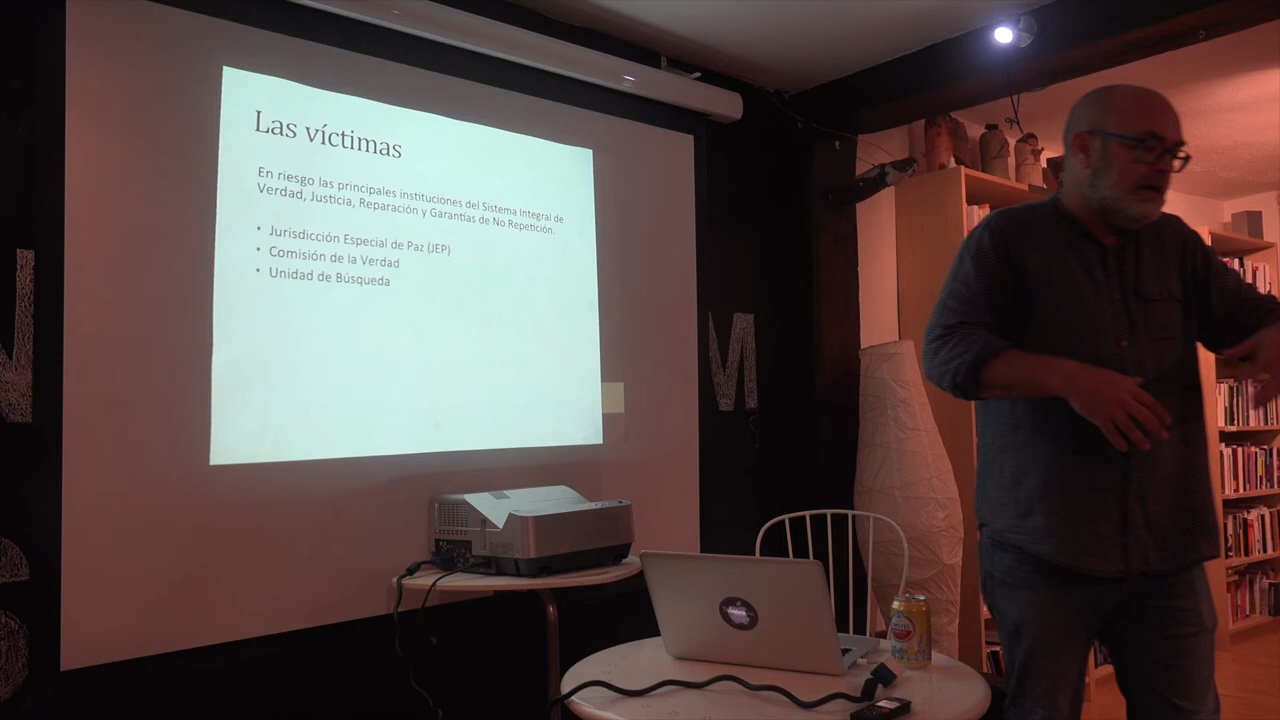 Las víctimas
En riesgo las principales instituciones del Sistema Integral de
Verdad, Justicia, Reparación y Garantías de No Repetición.
• Jurisdicción Especial de Paz (JEP)
• Comisión de la Verdad
• Unidad de Búsqueda
N
M